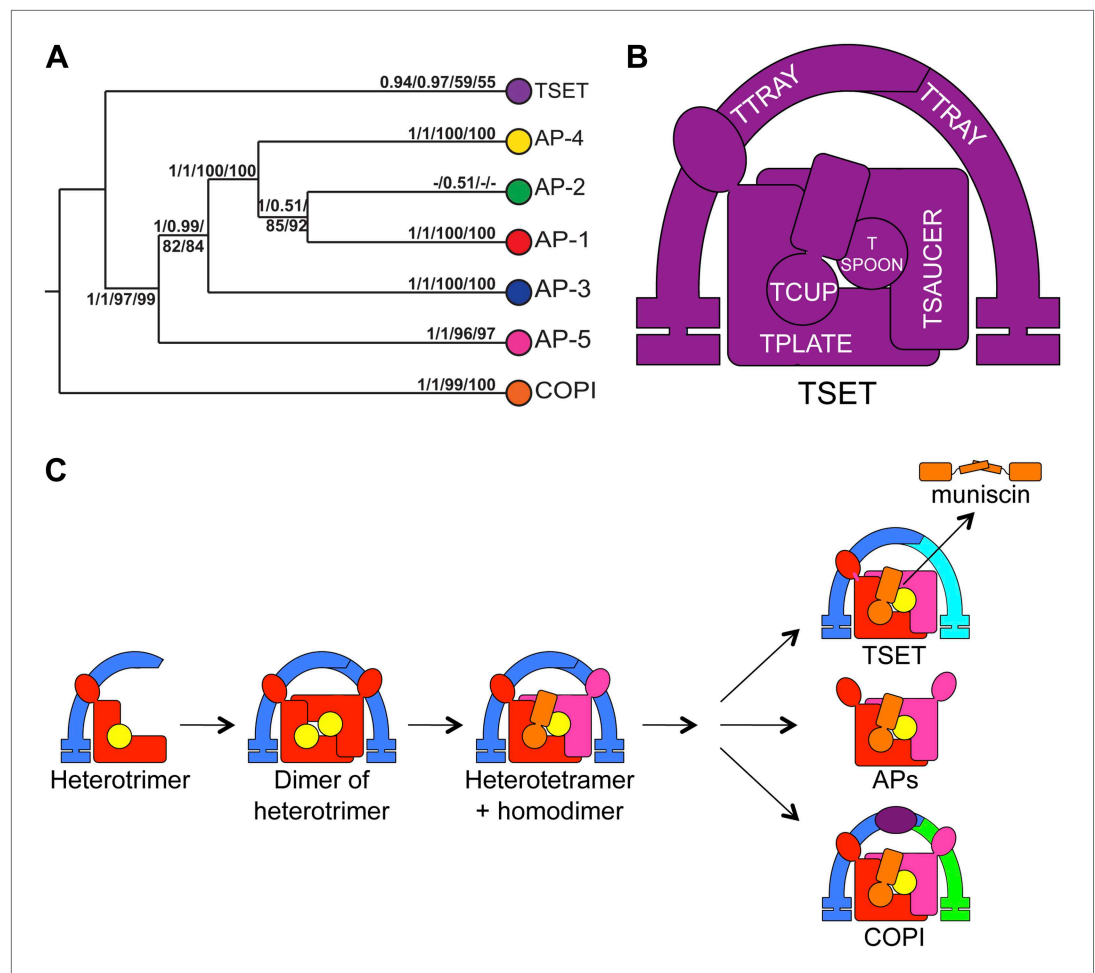 A
0.94/0.97/59/55
TSET
1/1/100/100
AP-4
1/1/100/100
-/0.51/-/-
AP-2
1/0.51/
85/92
1/0.99/
82/84
1/1/100/100
AP-1
1/1/100/100
AP-3
1/1/97/99
1/1/96/97
AP-5
1/1/99/100
COPI
B
TTRAY
TTRAY
T
SPOON
TCUP
TSAUCER
TPLATE
TSET
C
muniscin
TSET
Heterotrimer
Dimer of
heterotrimer
Heterotetramer
+ homodimer
APs
COPI